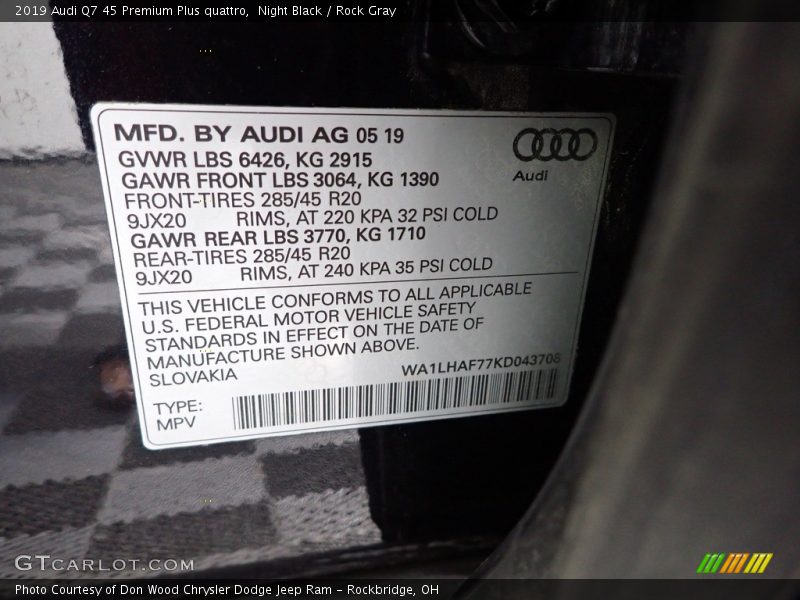 2019 Audi Q7 45 Premium Plus quattro,  Night Black / Rock Gray
MFD. BY AUDI AG 05 19
GVWR LBS 6426, KG 2915
GAWR FRONT LBS 3064, KG 1390
FRONT-TIRES 285/45 R20
9JX20 RIMS, AT 220 KPA 32 PSI COLD
GAWR REAR LBS 3770, KG 1710
REAR-TIRES 285/45 R20
9JX20 RIMS, AT 240 KPA 35 PSI COLD
Audi
THIS VEHICLE CONFORMS TO ALL APPLICABLE
U.S. FEDERAL MOTOR VEHICLE SAFETY
STANDARDS IN EFFECT ON THE DATE OF
MANUFACTURE SHOWN ABOVE.
SLOVAKIA
WA1LHAF77KD043708
TYPE:
MPV
GTCARLOT.COM
Photo Courtesy of Don Wood Chrysler Dodge Jeep Ram – Rockbridge, OH